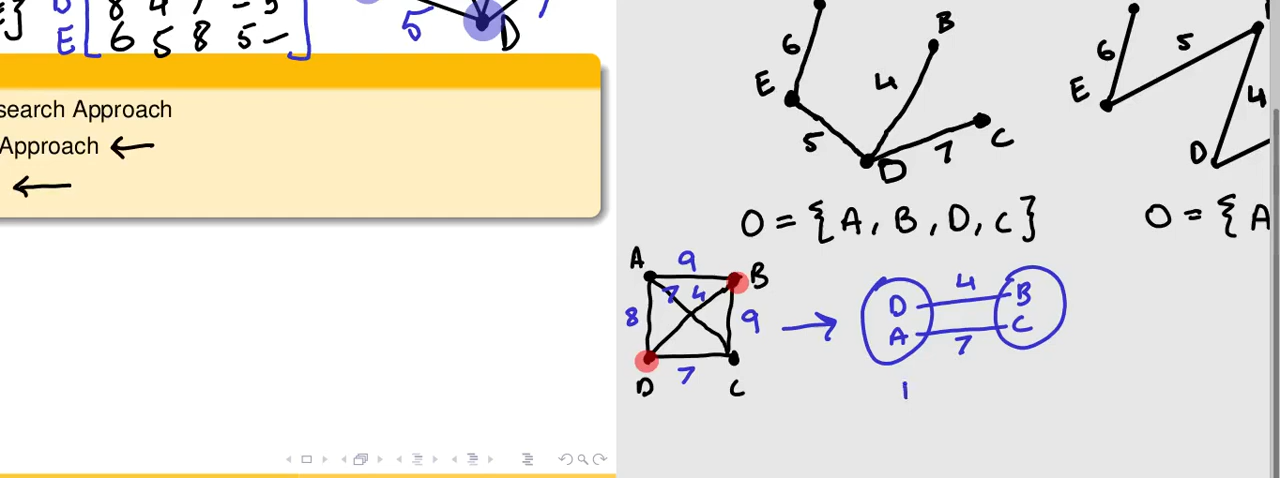 D 8 4 7 - 5
E 6 5 8 5 -
5
D
search Approach
Approach ←
←
6
B
4
E
5
7
C
D
O = {A, B, D, C}
6
5
E
4
D
O = {A
A 9 B
7 4
8
9
D 7 C
→
D 4 B
A 7 C
1